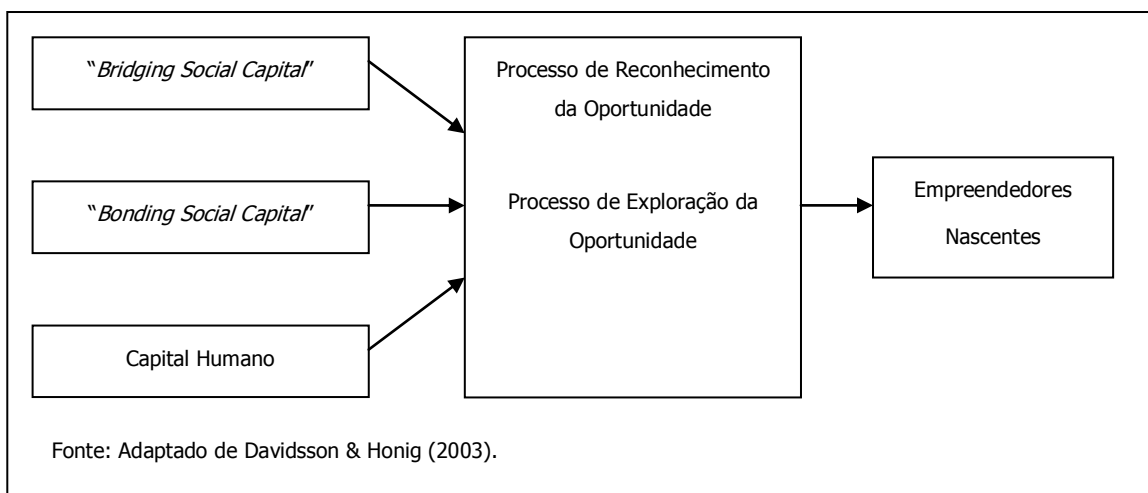 “Bridging Social Capital”
“Bonding Social Capital”
Capital Humano
Processo de Reconhecimento
da Oportunidade
Processo de Exploração da
Oportunidade
Empreendedores
Nascentes
Fonte: Adaptado de Davidsson & Honig (2003).